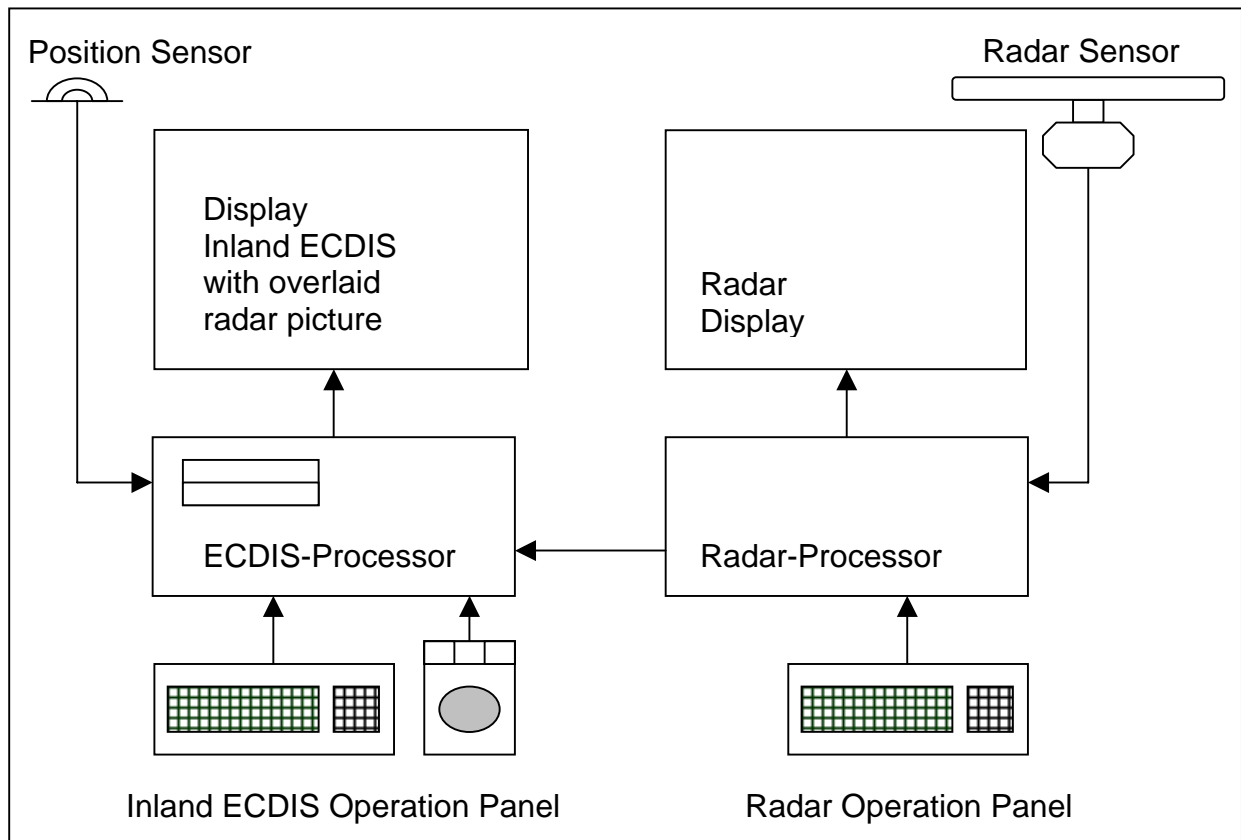 Position Sensor
Radar Sensor
Display
Inland ECDIS
with overlaid
radar picture
Radar
Display
ECDIS-Processor
Radar-Processor
Inland ECDIS Operation Panel
Radar Operation Panel